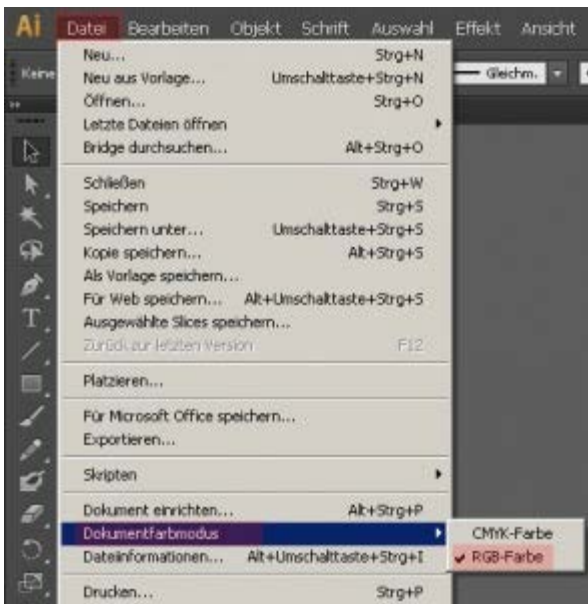 Ai Datei Bearbeiten Objekt Schrift Auswahl Effekt Ansicht
Keine
Gleichm.
Neu... Strg+N
Neu aus Vorlage... Umschalttaste+Strg+N
Öffnen... Strg+O
Letzte Dateien öffnen
Bridge durchsuchen... Alt+Strg+O
Schließen Strg+W
Speichern Strg+S
Speichern unter... Umschalttaste+Strg+S
Kopie speichern... Alt+Strg+S
Als Vorlage speichern...
Für Web speichern... Alt+Umschalttaste+Strg+S
Ausgewählte Slices speichern...
Zurück zur letzten Version F12
Platzieren...
Für Microsoft Office speichern...
Exportieren...
Skripten
Dokument einrichten... Alt+Strg+P
Dokumentfarbmodus
CMYK-Farbe
RGB-Farbe
Dateiinformationen... Alt+Umschalttaste+Strg+I
Drucken... Strg+P